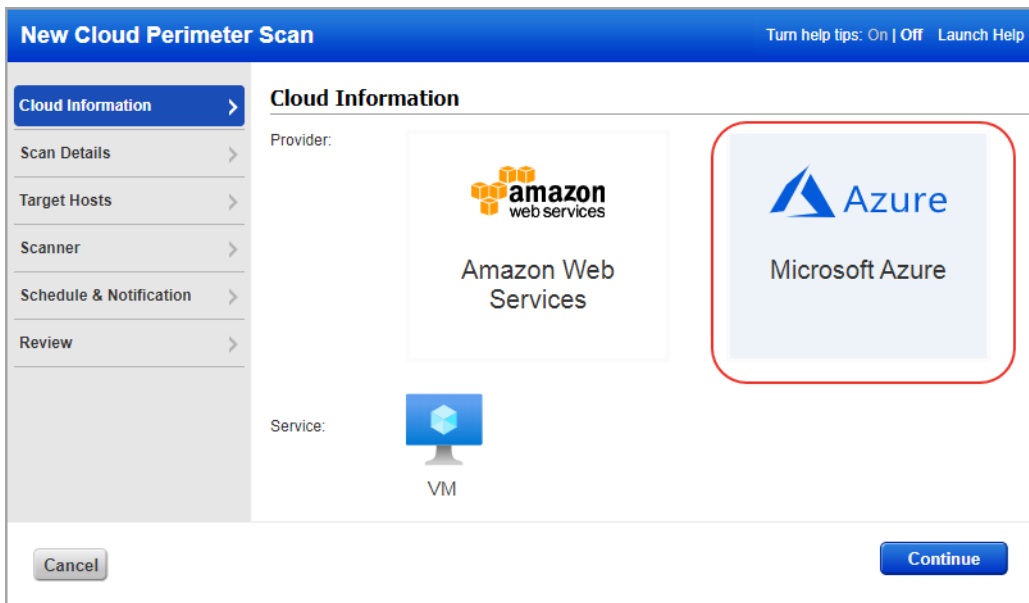 New Cloud Perimeter Scan
Turn help tips: On | Off Launch Help
Cloud Information
Scan Details
Target Hosts
Scanner
Schedule & Notification
Review
Cloud Information
Provider:
amazon
web services
Amazon Web
Services
Azure
Microsoft Azure
Service:
VM
Cancel
Continue